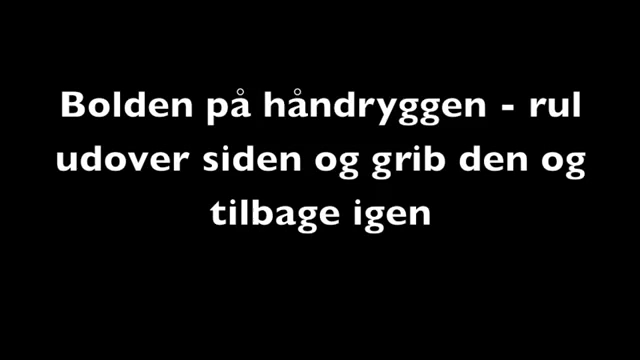 Bolden på håndryggen - rul
udover siden og grib den og
tilbage igen